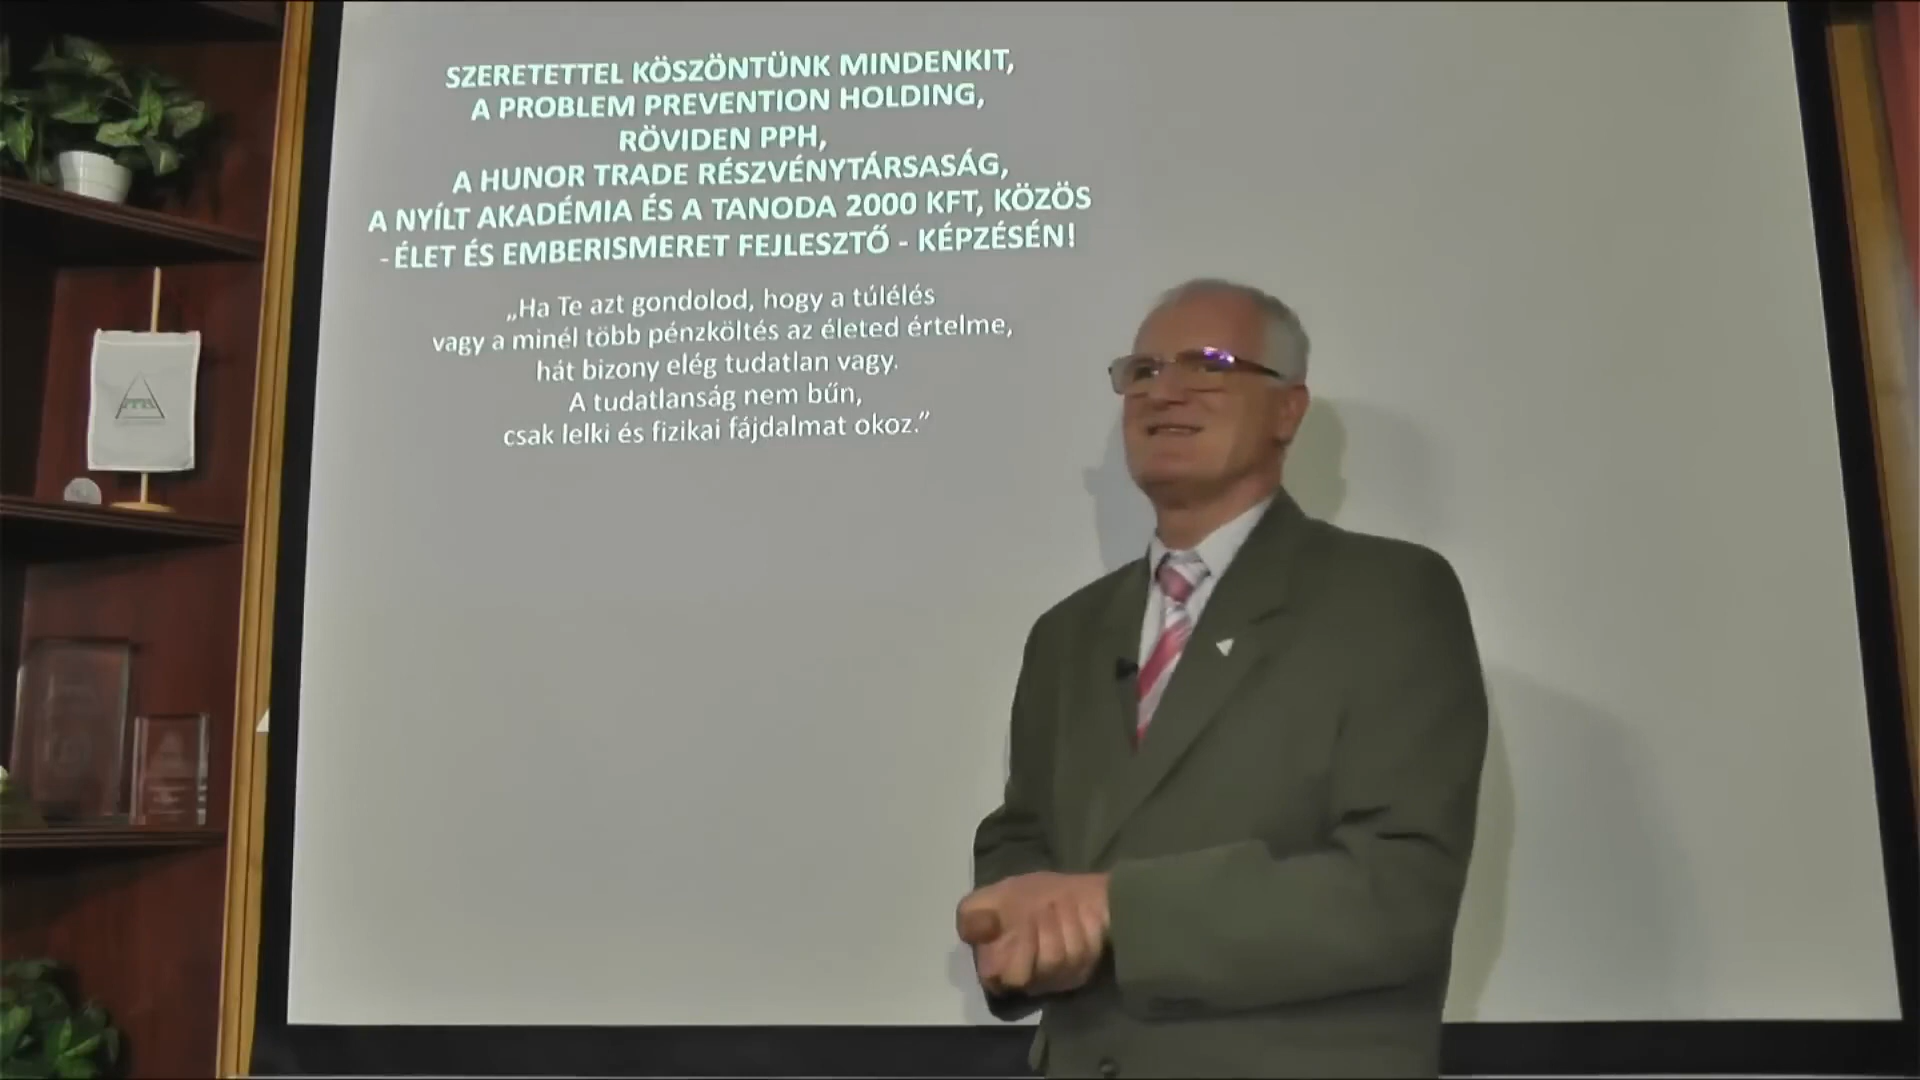 SZERETETTEL KÖSZÖNTÜNK MINDENKIT,
A PROBLEM PREVENTION HOLDING,
RÖVIDEN PPH,
A HUNOR TRADE RÉSZVÉNYTÁRSASÁG,
A NYÍLT AKADÉMIA ÉS A TANODA 2000 KFT, KÖZÖS
- ÉLET ÉS EMBERISMERET FEJLESZTŐ - KÉPZÉSÉN!
„Ha Te azt gondolod, hogy a túlélés
vagy a minél több pénzköltés az életed értelme,
hát bizony elég tudatlan vagy.
A tudatlanság nem bűn,
csak lelki és fizikai fájdalmat okoz.”